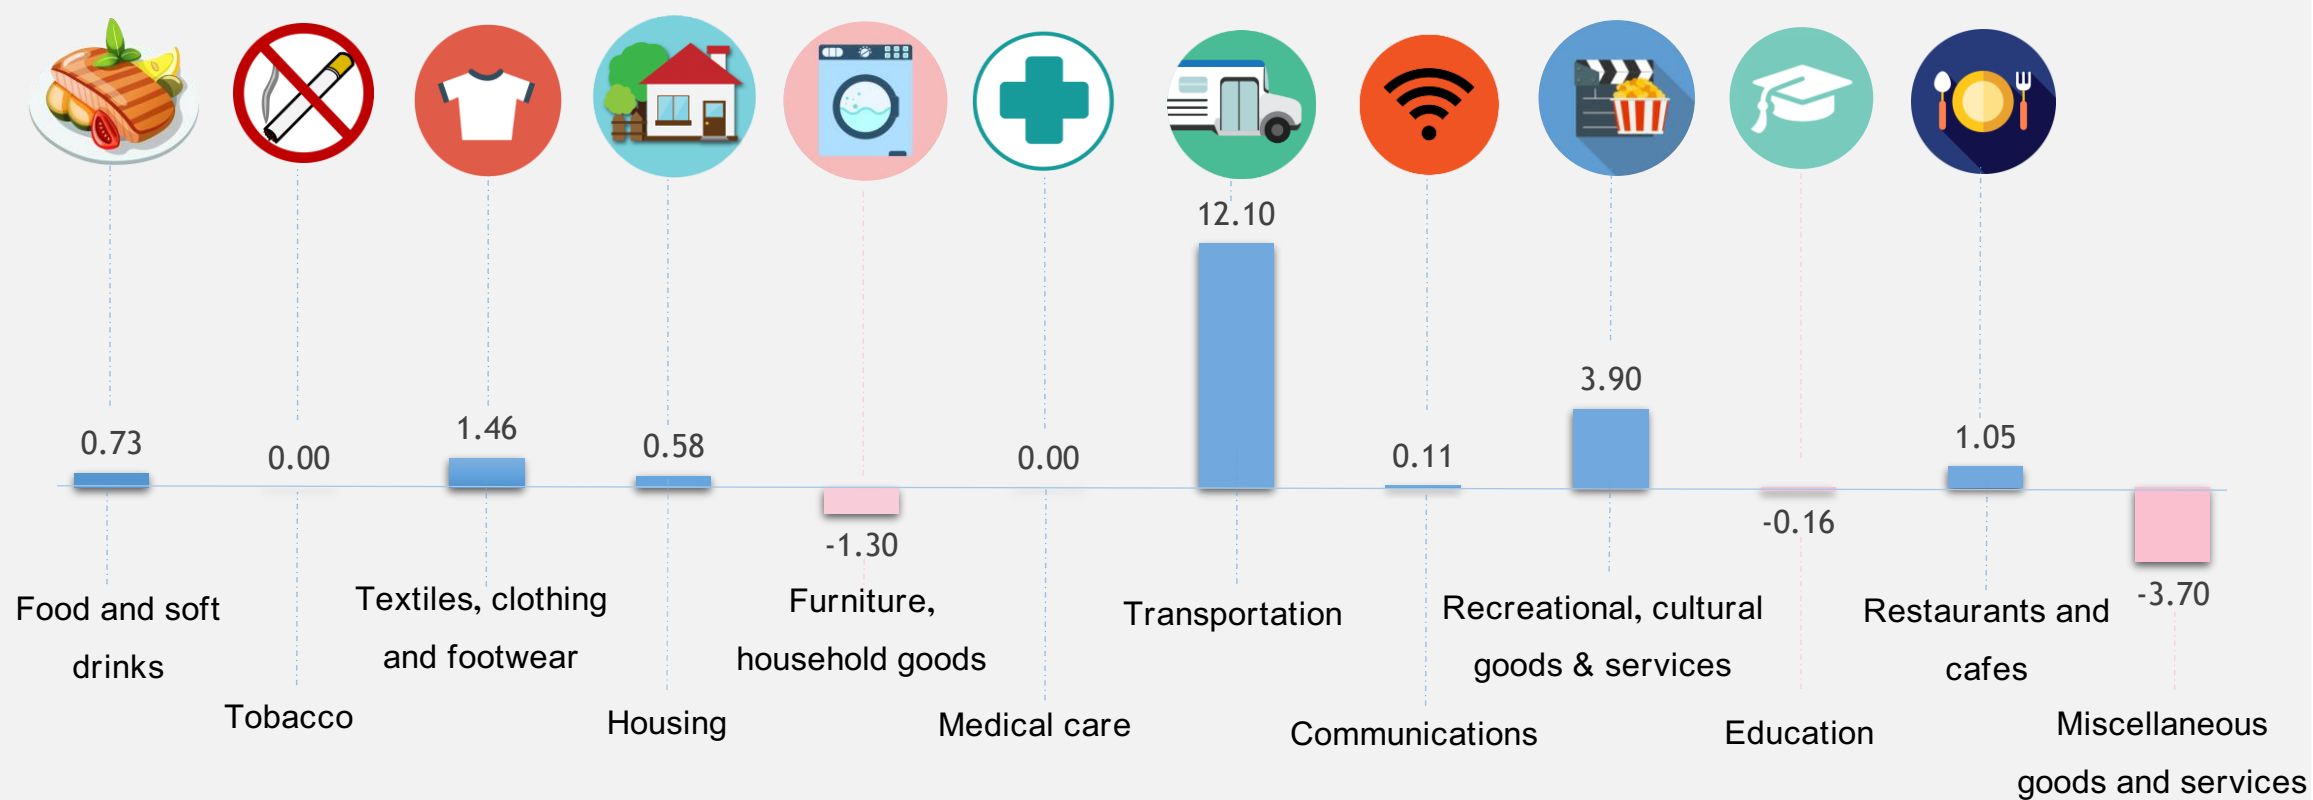 12.10
3.90
1.46
1.05
0.73
0.58
0.00
0.00
0.11
-0.16
-1.30
-3.70
Food and soft
drinks
Tobacco
Textiles, clothing
and footwear
Housing
Furniture,
household goods
Medical care
Transportation
Communications
Recreational, cultural
goods & services
Education
Restaurants and
cafes
Miscellaneous
goods and services